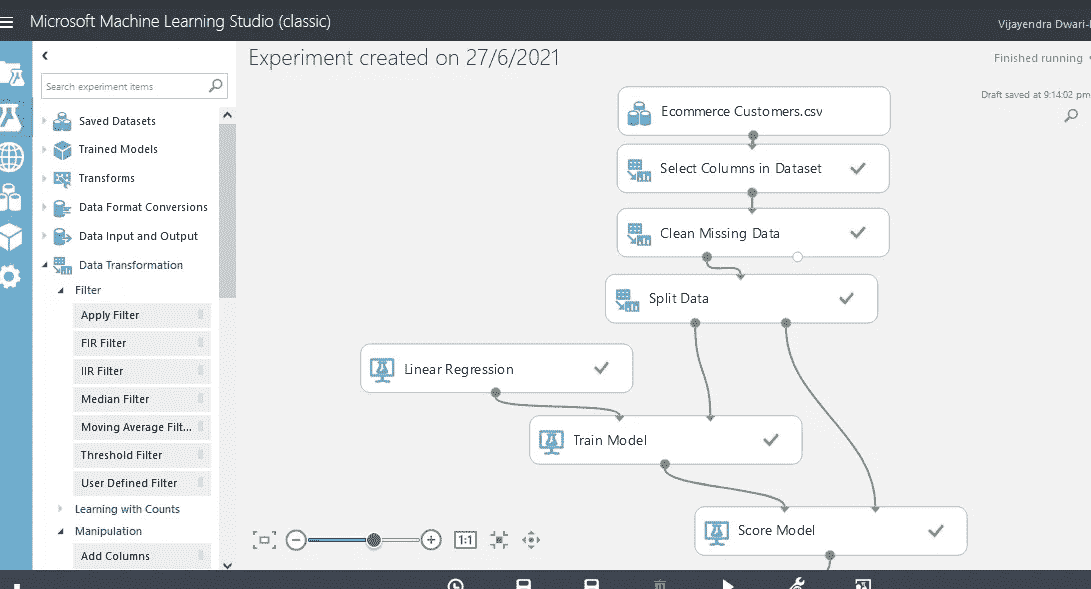 Microsoft Machine Learning Studio (classic)
Vijayendra Dwari-
Experiment created on 27/6/2021
Finished running
Draft saved at 9:14:02 pm
Search experiment items
Saved Datasets
Trained Models
Transforms
Data Format Conversions
Data Input and Output
Data Transformation
Filter
Apply Filter
FIR Filter
IIR Filter
Median Filter
Moving Average Filt...
Threshold Filter
User Defined Filter
Learning with Counts
Manipulation
Add Columns
Ecommerce Customers.csv
Select Columns in Dataset
Clean Missing Data
Split Data
Linear Regression
Train Model
Score Model
1:1